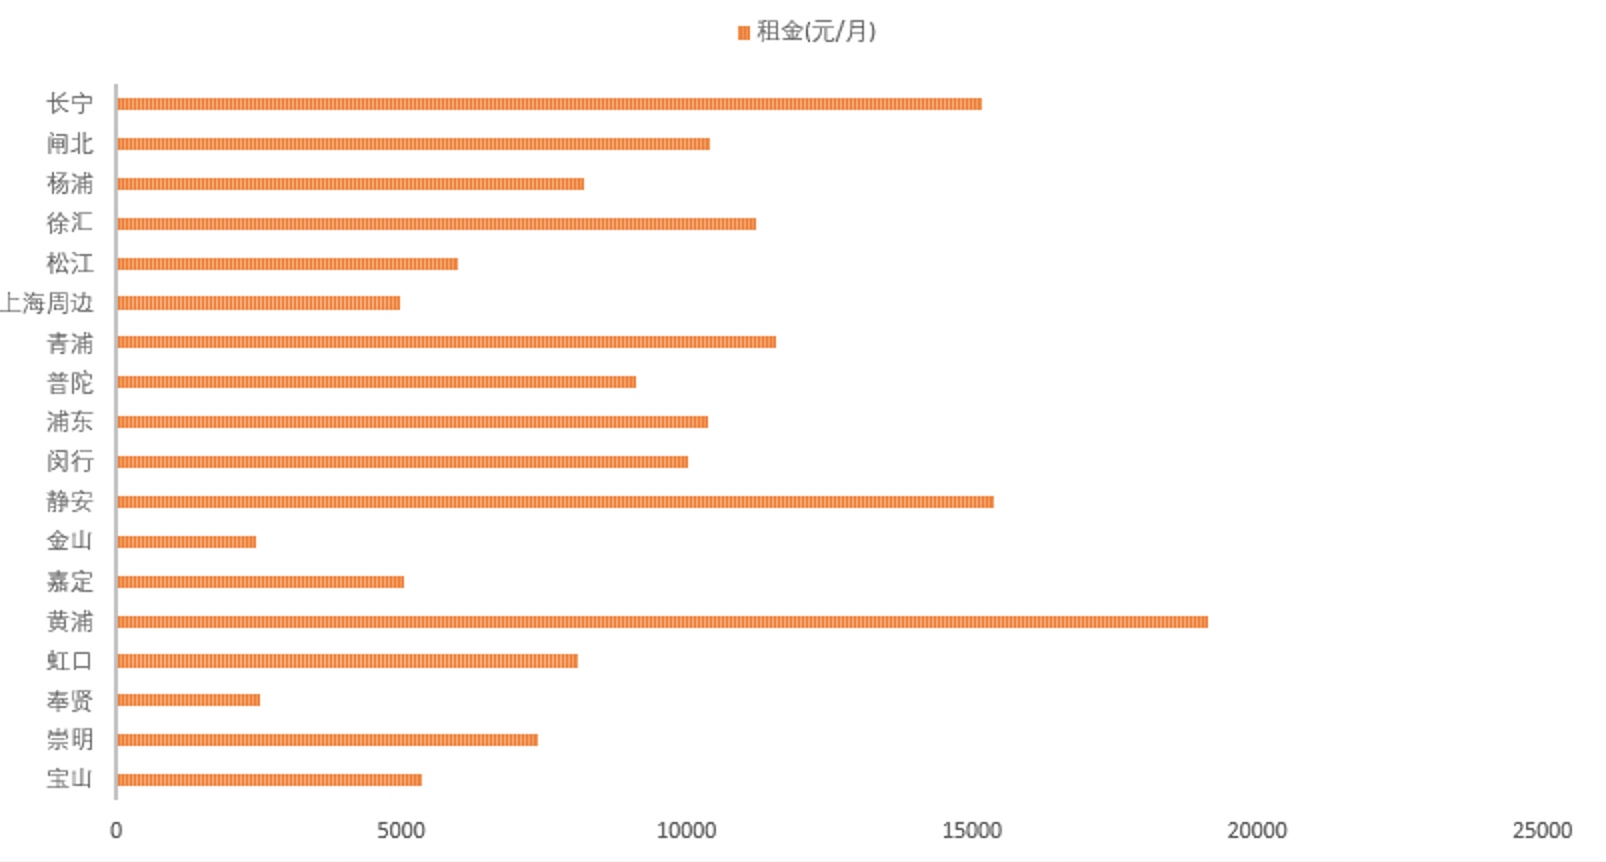 租金(元/月)
长宁
闸北
杨浦
徐汇
松江
上海周边
青浦
普陀
浦东
闵行
静安
金山
嘉定
黄浦
虹口
奉贤
崇明
宝山
0 5000 10000 15000 20000 25000